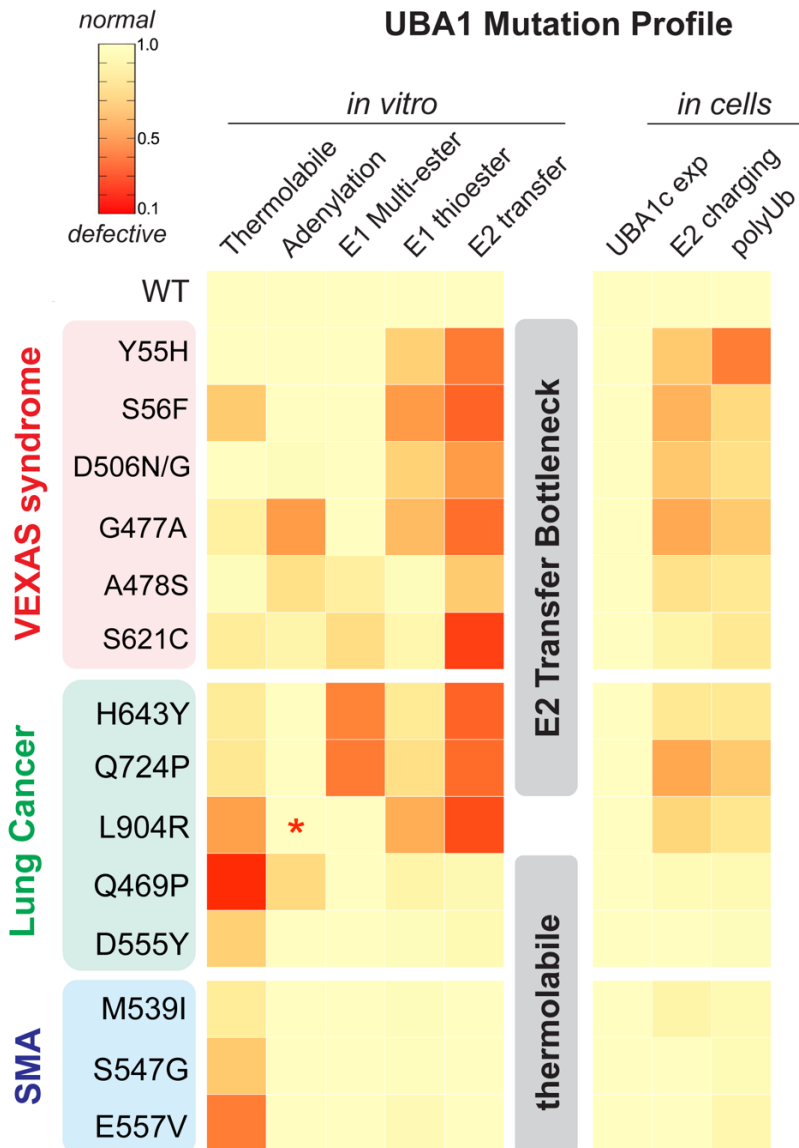 UBA1 Mutation Profile
normal
1.0
0.5
0.1
defective
in vitro
in cells
Thermolabile
Adenylation
E1 Multi-ester
E1 thioester
E2 transfer
UBA1c exp
E2 charging
polyUb
WT
VEXAS syndrome
Y55H
S56F
D506N/G
G477A
A478S
S621C
E2 Transfer Bottleneck
Lung Cancer
H643Y
Q724P
L904R
*
Q469P
D555Y
thermolabile
SMA
M539I
S547G
E557V